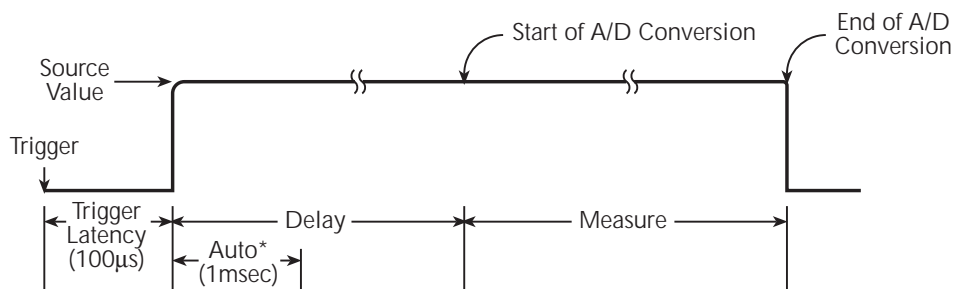 Start of A/D Conversion
End of A/D
Conversion
Source
Value
Trigger
Trigger
Latency
(100µs)
Delay
Measure
Auto*
(1msec)